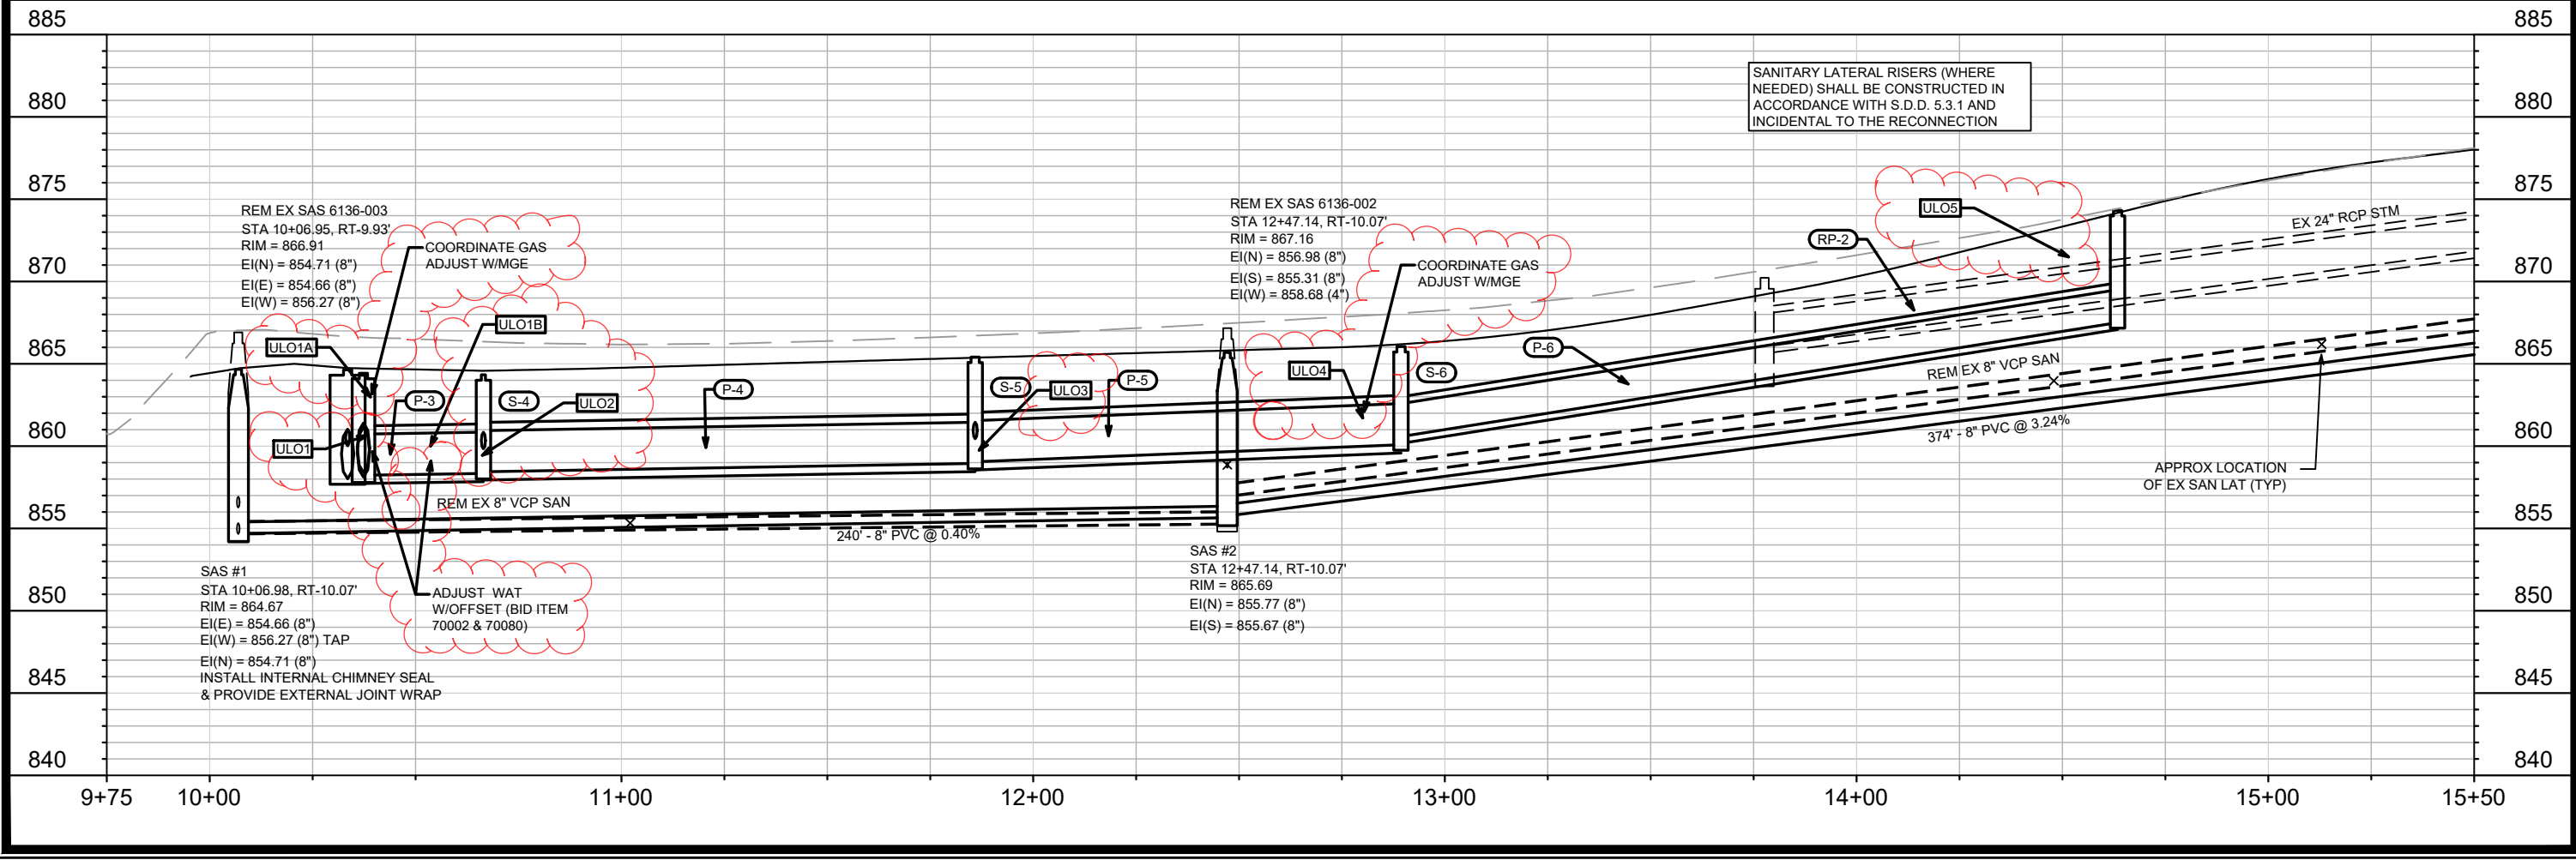 885
885
880
880
875
875
870
870
865
865
860
860
855
855
850
850
845
845
840
840
SANITARY LATERAL RISERS (WHERE
NEEDED) SHALL BE CONSTRUCTED IN
ACCORDANCE WITH S.D.D. 5.3.1 AND
INCIDENTAL TO THE RECONNECTION
REM EX SAS 6136-003
STA 10+06.95, RT-9.93'
RIM = 866.91
EI(N) = 854.71 (8")
EI(E) = 854.66 (8")
EI(W) = 856.27 (8")
COORDINATE GAS
ADJUST W/MGE
ULO1B
ULO1A
ULO1
P-3
S-4
ULO2
P-4
REM EX 8" VCP SAN
240' - 8" PVC @ 0.40%
S-5
ULO3
P-5
REM EX SAS 6136-002
STA 12+47.14, RT-10.07'
RIM = 867.16
EI(N) = 856.98 (8")
EI(S) = 855.31 (8")
EI(W) = 858.68 (4")
COORDINATE GAS
ADJUST W/MGE
ULO4
S-6
P-6
RP-2
ULO5
EX 24" RCP STM
REM EX 8" VCP SAN
374' - 8" PVC @ 3.24%
APPROX LOCATION
OF EX SAN LAT (TYP)
SAS #1
STA 10+06.98, RT-10.07'
RIM = 864.67
EI(E) = 854.66 (8")
EI(W) = 856.27 (8") TAP
EI(N) = 854.71 (8")
INSTALL INTERNAL CHIMNEY SEAL
& PROVIDE EXTERNAL JOINT WRAP
ADJUST WAT
W/OFFSET (BID ITEM
70002 & 70080)
SAS #2
STA 12+47.14, RT-10.07'
RIM = 865.69
EI(N) = 855.77 (8")
EI(S) = 855.67 (8")
9+75
10+00
11+00
12+00
13+00
14+00
15+00
15+50